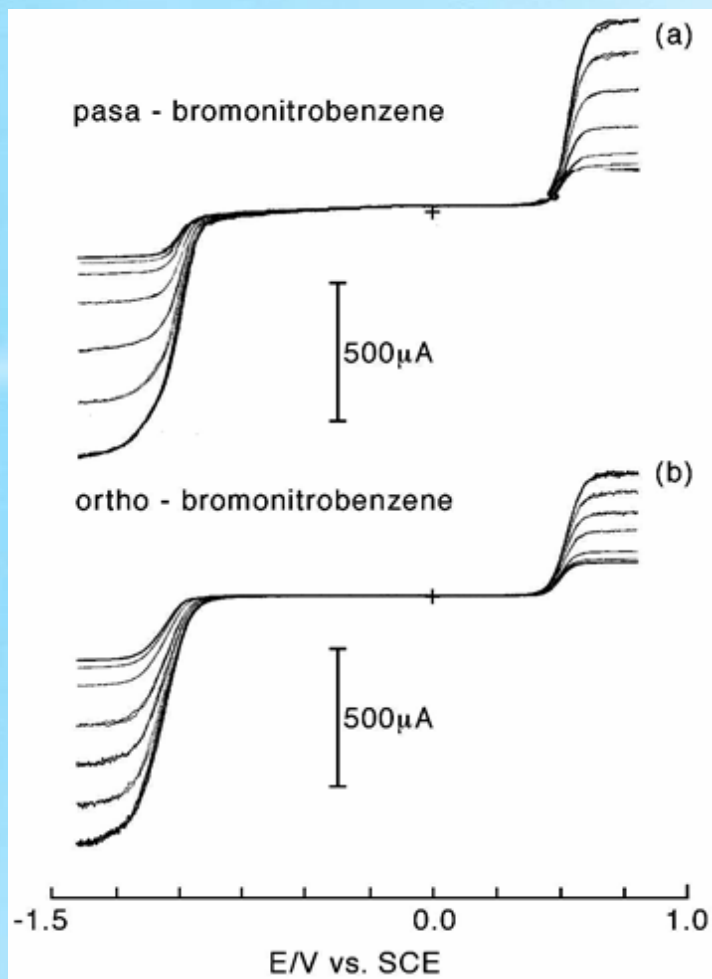 (a)
pasa - bromonitrobenzene
500μA
(b)
ortho - bromonitrobenzene
500μA
-1.5 0.0 1.0
E/V vs. SCE